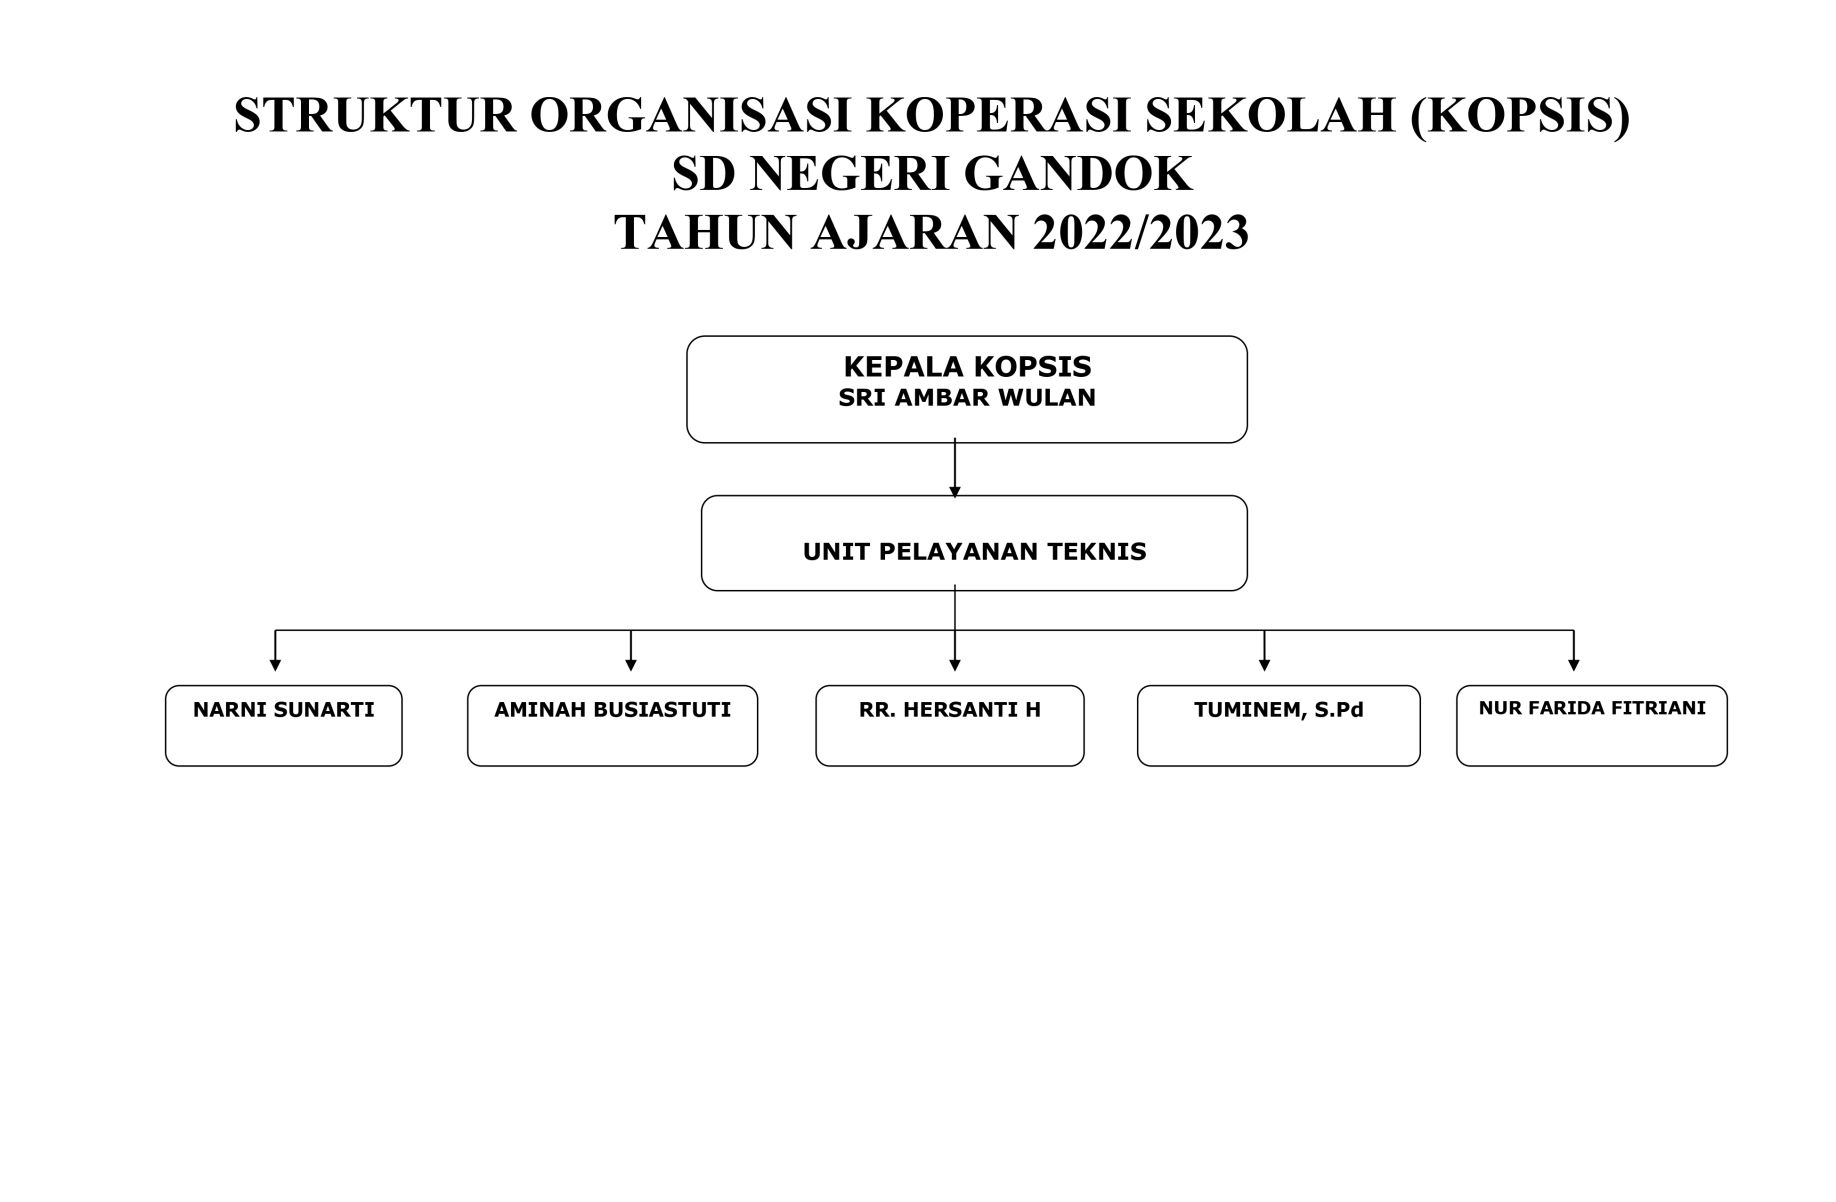 STRUKTUR ORGANISASI KOPERASI SEKOLAH (KOPSIS)
SD NEGERI GANDOK
TAHUN AJARAN 2022/2023
KEPALA KOPSIS
SRI AMBAR WULAN
UNIT PELAYANAN TEKNIS
NARNI SUNARTI
AMINAH BUSIASTUTI
RR. HERSANTI H
TUMINEM, S.Pd
NUR FARIDA FITRIANI